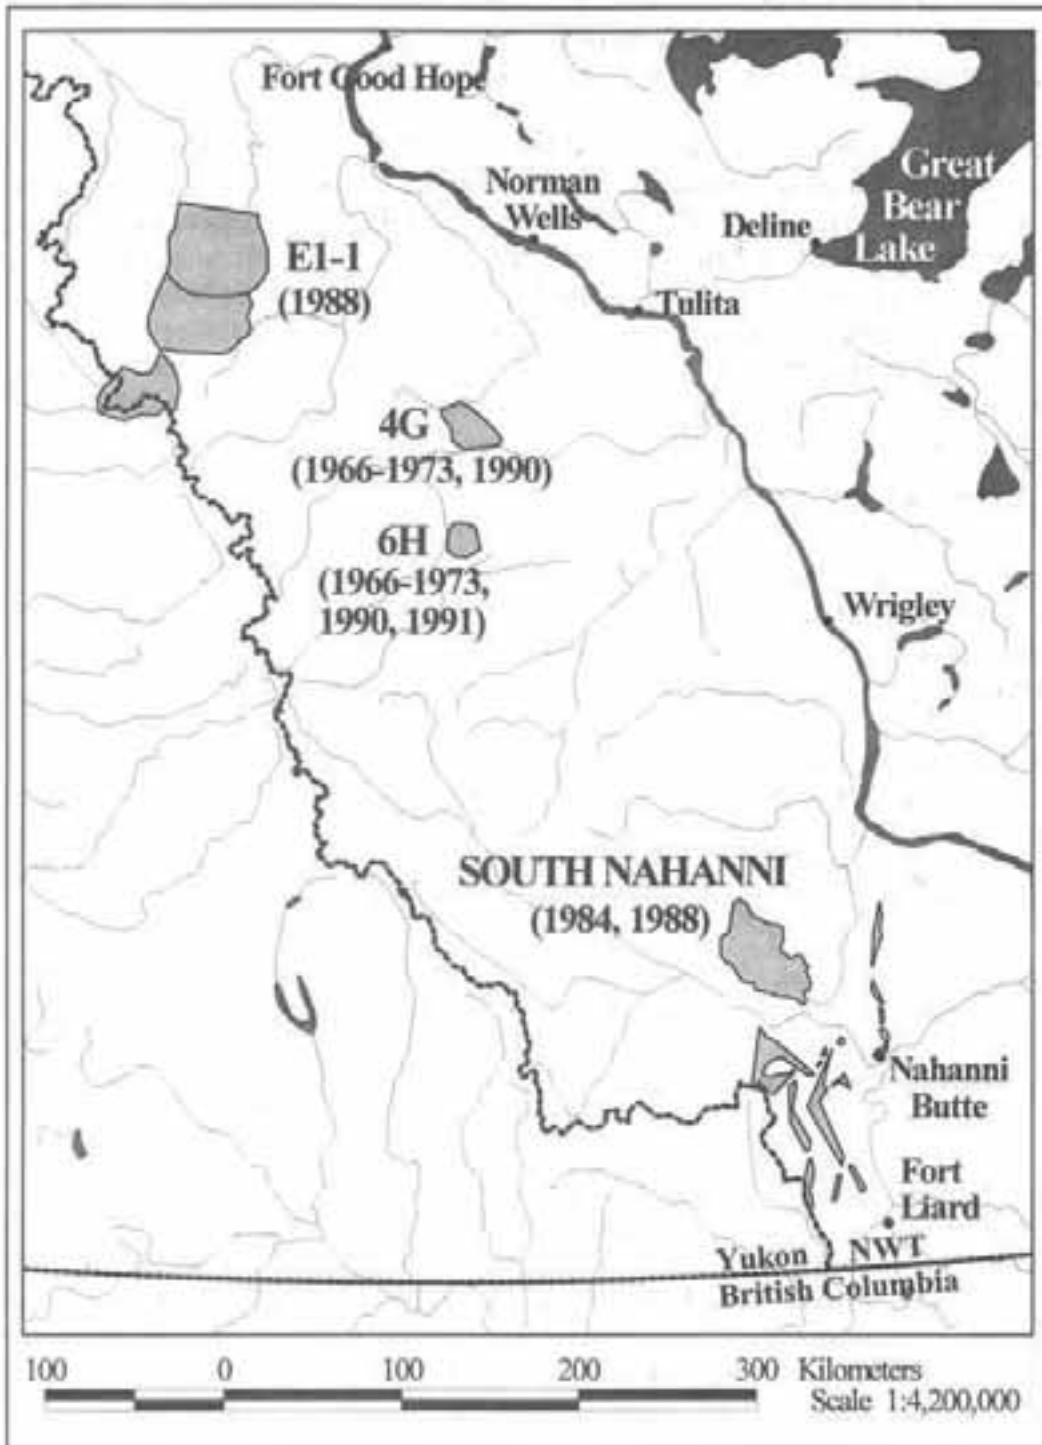 Fort Good Hope
Great
Bear
Lake
Norman
Wells
Deline
E1-1
(1988)
Tulita
4G
(1966-1973, 1990)
6H
(1966-1973,
1990, 1991)
Wrigley
SOUTH NAHANNI
(1984, 1988)
Nahanni
Butte
Fort
Liard
Yukon NWT
British Columbia
100 0 100 200 300 Kilometers
Scale 1:4,200,000